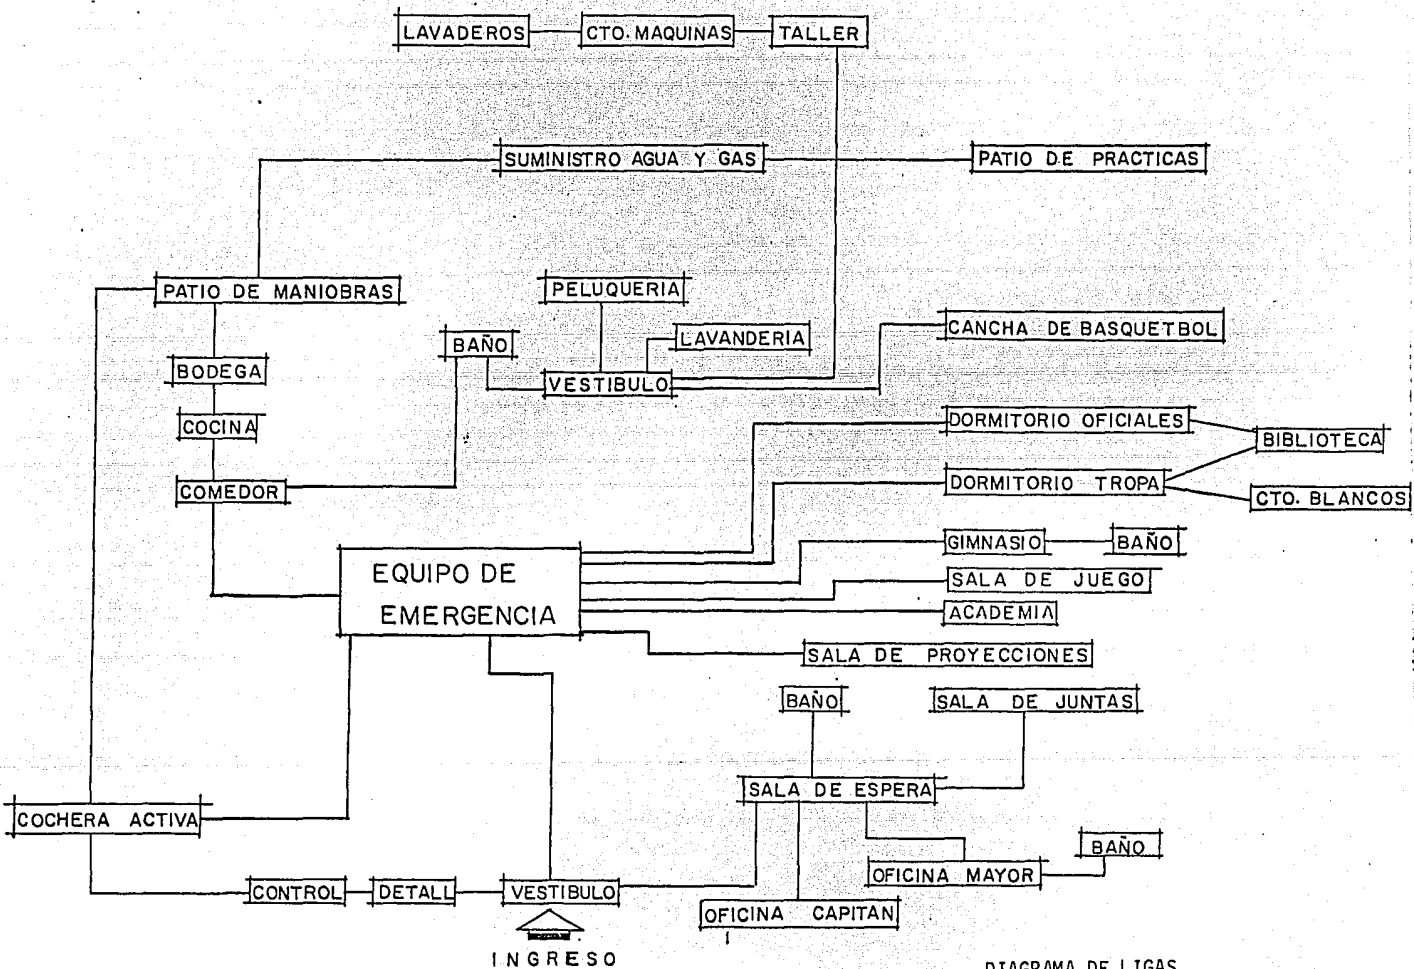 LAVADEROS CTO. MAQUINAS TALLER
SUMINISTRO AGUA Y GAS PATIO DE PRACTICAS
PATIO DE MANIOBRAS PELUQUERIA
CANCHA DE BASQUETBOL
BAÑO LAVANDERIA
BODEGA VESTIBULO
COCINA DORMITORIO OFICIALES
BIBLIOTECA
COMEDOR DORMITORIO TROPA
CTO. BLANCOS
GIMNASIO BAÑO
EQUIPO DE
EMERGENCIA
SALA DE JUEGO
ACADEMIA
SALA DE PROYECCIONES
BAÑO SALA DE JUNTAS
SALA DE ESPERA
COCHERA ACTIVA
BAÑO
OFICINA MAYOR
CONTROL DETALL VESTIBULO
OFICINA CAPITAN
INGRESO
DIAGRAMA DE LIGAS